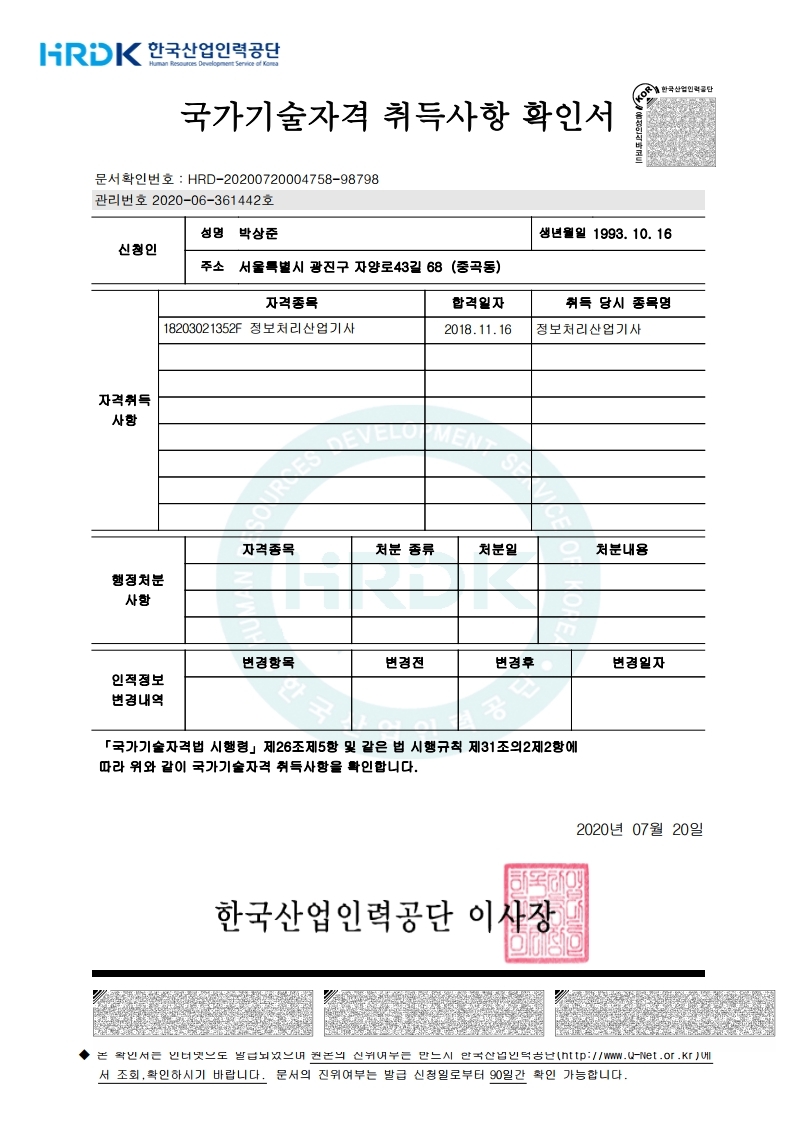 HRDK 한국산업인력공단
Human Resources Development Service of Korea
국가기술자격 취득사항 확인서
KOR 한국산업인력공단
음성인식바코드
문서확인번호 : HRD-20200720004758-98798
관리번호 2020-06-361442호
신청인
성명 박상준 생년월일 1993. 10. 16
주소 서울특별시 광진구 자양로43길 68 (중곡동)
자격취득
사항
자격종목 합격일자 취득 당시 종목명
18203021352F 정보처리산업기사 2018.11.16 정보처리산업기사
행정처분
사항
자격종목 처분 종류 처분일 처분내용
인적정보
변경내역
변경항목 변경전 변경후 변경일자
HUMAN RESOURCES DEVELOPMENT SERVICE OF KOREA
HRDK
한국산업인력공단
「국가기술자격법 시행령」제26조제5항 및 같은 법 시행규칙 제31조의2제2항에
따라 위와 같이 국가기술자격 취득사항을 확인합니다.
2020년 07월 20일
한국산업인력공단 이사장
◆ 본 확인서는 인터넷으로 발급되었으며 원본의 진위여부는 반드시 한국산업인력공단(http://www.Q-Net.or.kr)에
서 조회,확인하시기 바랍니다. 문서의 진위여부는 발급 신청일로부터 90일간 확인 가능합니다.